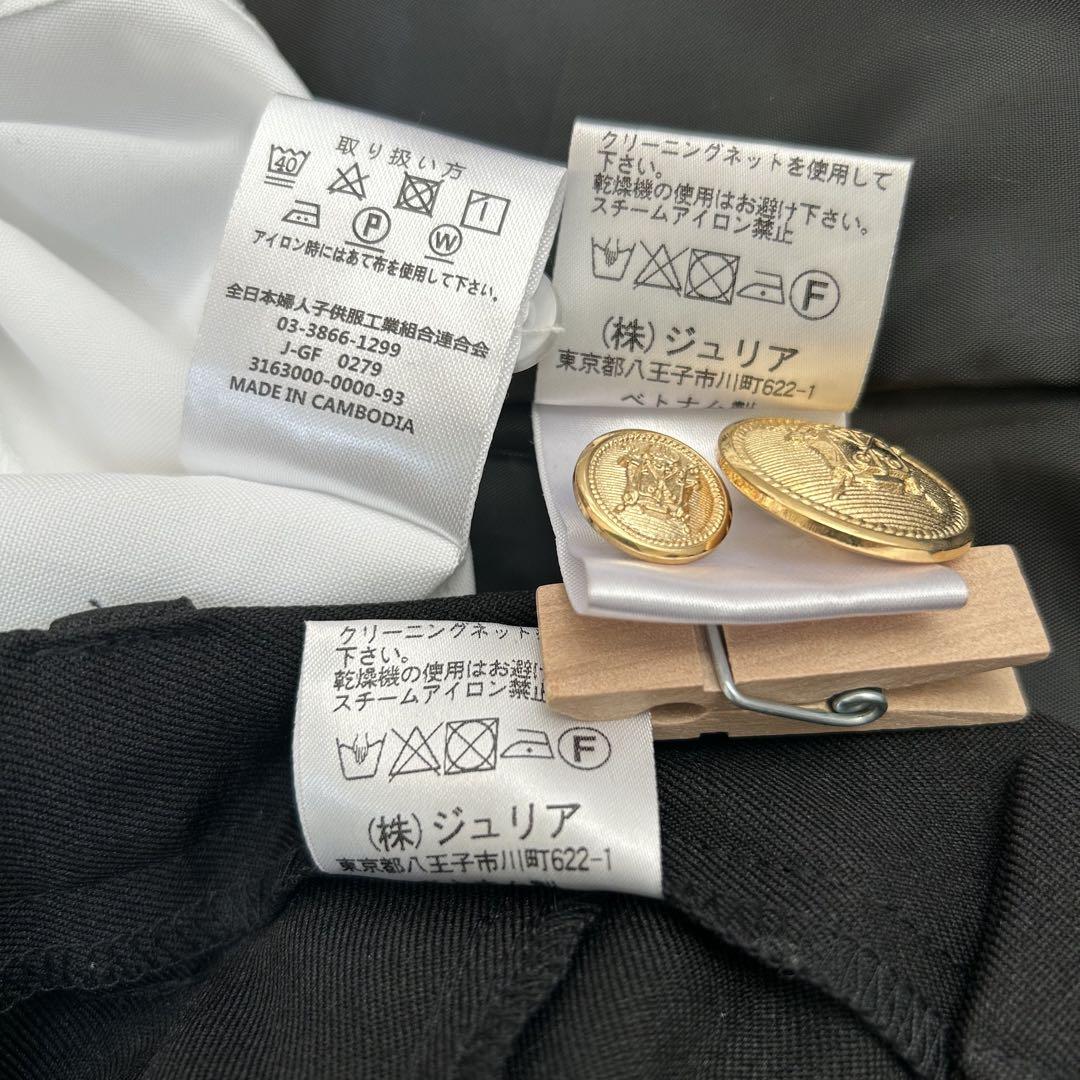 取り扱い方
40
P
W
アイロン時にはあて布を使用して下さい。
全日本婦人子供服工業組合連合会
03-3866-1299
J-GF 0279
3163000-0000-93
MADE IN CAMBODIA
クリーニングネットを使用して
下さい。
乾燥機の使用はお避け下さい。
スチームアイロン禁止
F
(株)ジュリア
東京都八王子市川町622-1
ベトナム製
クリーニングネット
下さい。
乾燥機の使用はお避け
スチームアイロン禁止
F
(株)ジュリア
東京都八王子市川町622-1